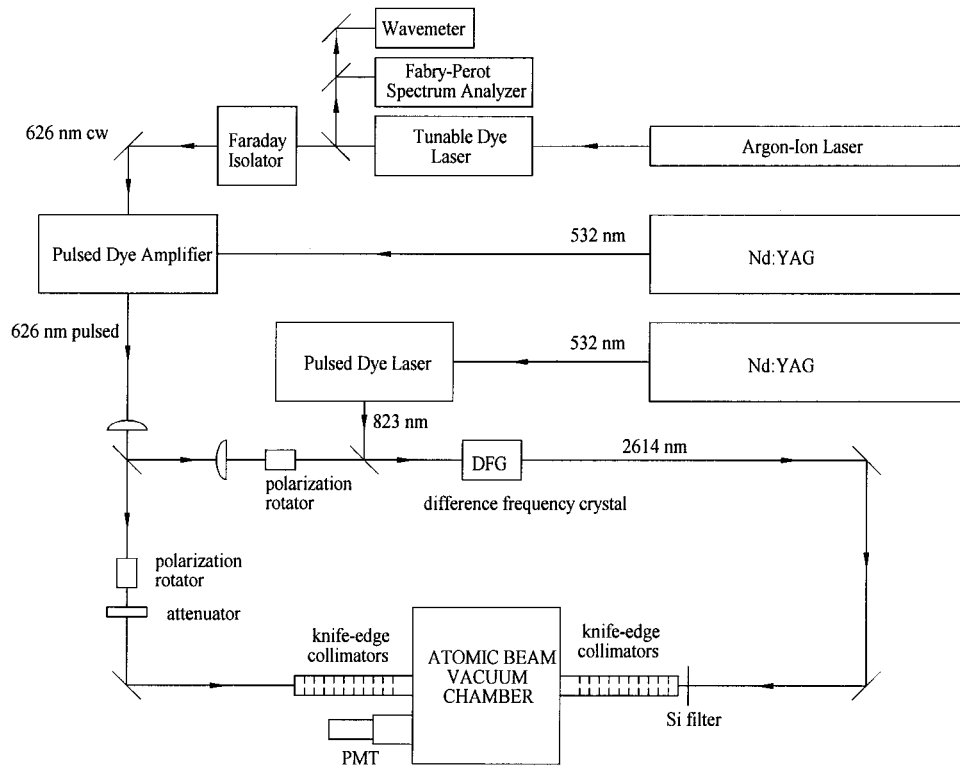 Wavemeter
Fabry-Perot
Spectrum Analyzer
626 nm cw
Faraday
Isolator
Tunable Dye
Laser
Argon-Ion Laser
Pulsed Dye Amplifier
532 nm
Nd:YAG
626 nm pulsed
Pulsed Dye Laser
532 nm
Nd:YAG
823 nm
polarization
rotator
DFG
2614 nm
difference frequency crystal
polarization
rotator
attenuator
knife-edge
collimators
ATOMIC BEAM
VACUUM
CHAMBER
knife-edge
collimators
Si filter
PMT